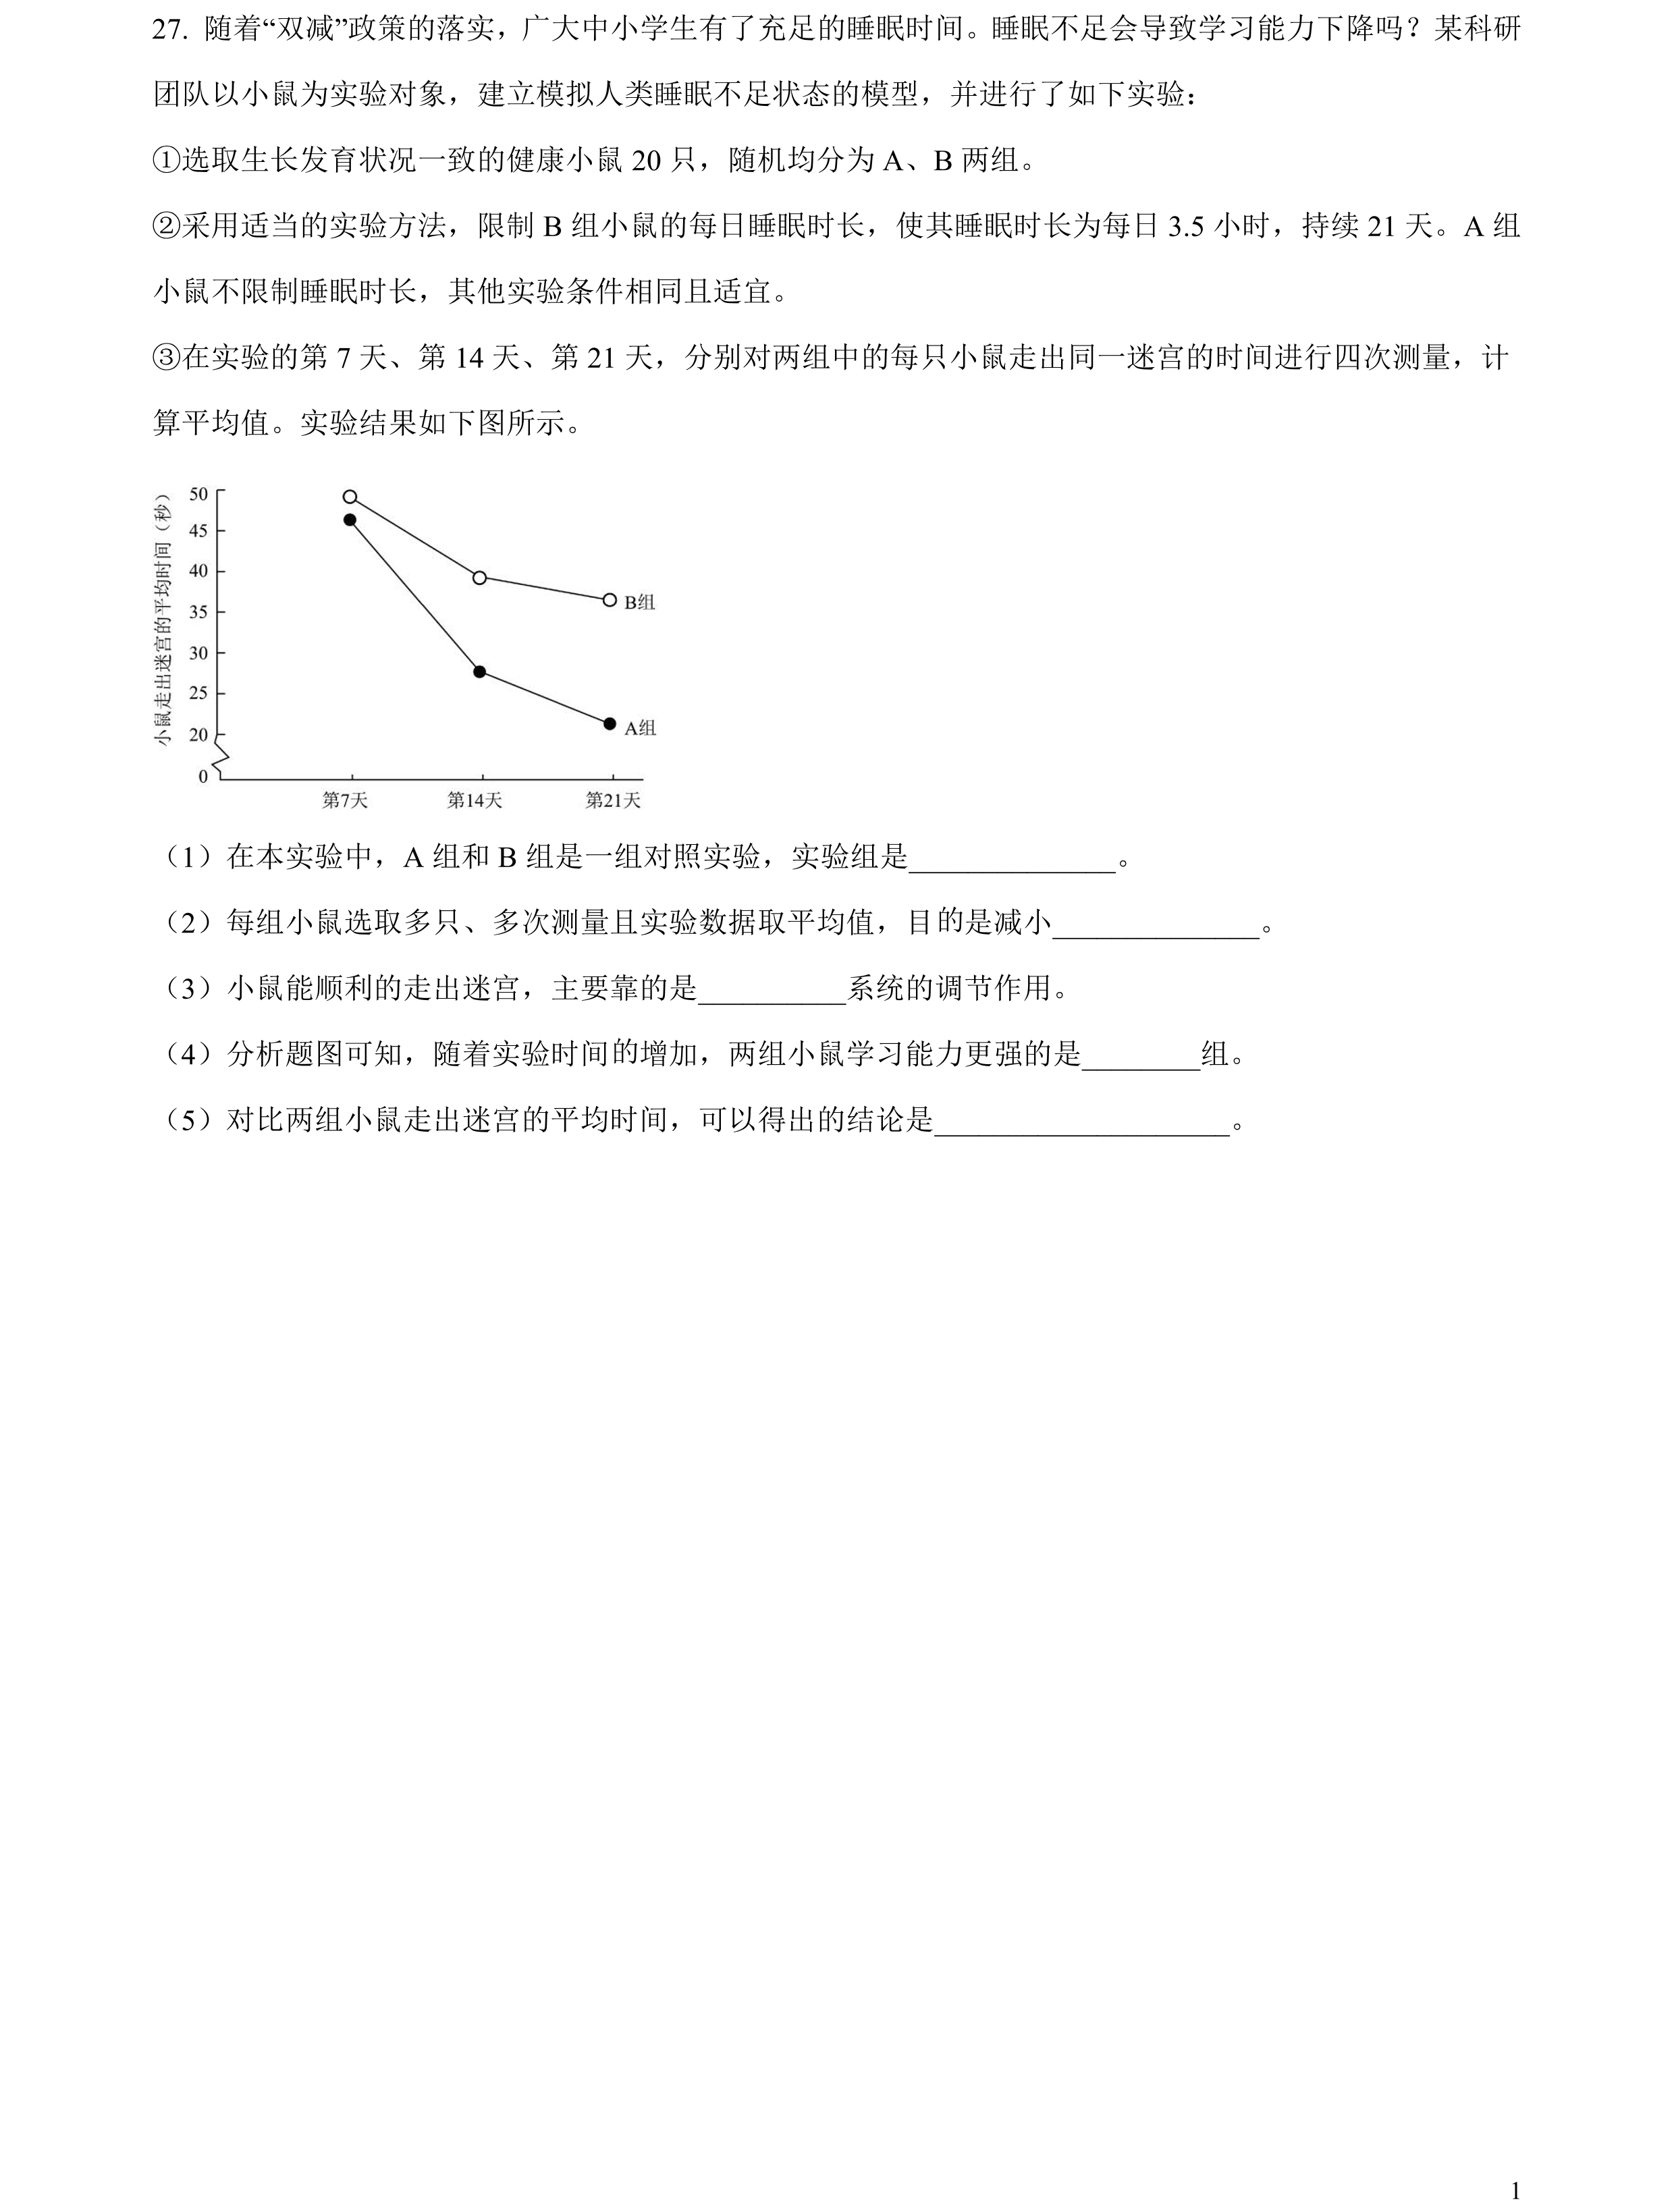 27. 随着“双减”政策的落实，广大中小学生有了充足的睡眠时间。睡眠不足会导致学习能力下降吗？某科研
团队以小鼠为实验对象，建立模拟人类睡眠不足状态的模型，并进行了如下实验：
①选取生长发育状况一致的健康小鼠 20 只，随机均分为 A、B 两组。
②采用适当的实验方法，限制 B 组小鼠的每日睡眠时长，使其睡眠时长为每日 3.5 小时，持续 21 天。A 组
小鼠不限制睡眠时长，其他实验条件相同且适宜。
③在实验的第 7 天、第 14 天、第 21 天，分别对两组中的每只小鼠走出同一迷宫的时间进行四次测量，计
算平均值。实验结果如下图所示。
小鼠走出迷宫的平均时间（秒）
50
45
40
35
30
25
20
0
B组
A组
第7天 第14天 第21天
（1）在本实验中，A 组和 B 组是一组对照实验，实验组是______________。
（2）每组小鼠选取多只、多次测量且实验数据取平均值，目的是减小______________。
（3）小鼠能顺利的走出迷宫，主要靠的是__________系统的调节作用。
（4）分析题图可知，随着实验时间的增加，两组小鼠学习能力更强的是________组。
（5）对比两组小鼠走出迷宫的平均时间，可以得出的结论是____________________。
1